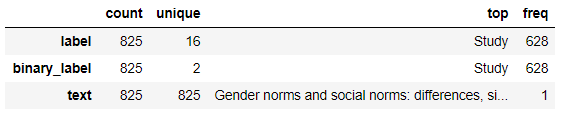 count unique top freq
label 825 16 Study 628
binary_label 825 2 Study 628
text 825 825 Gender norms and social norms: differences, si... 1